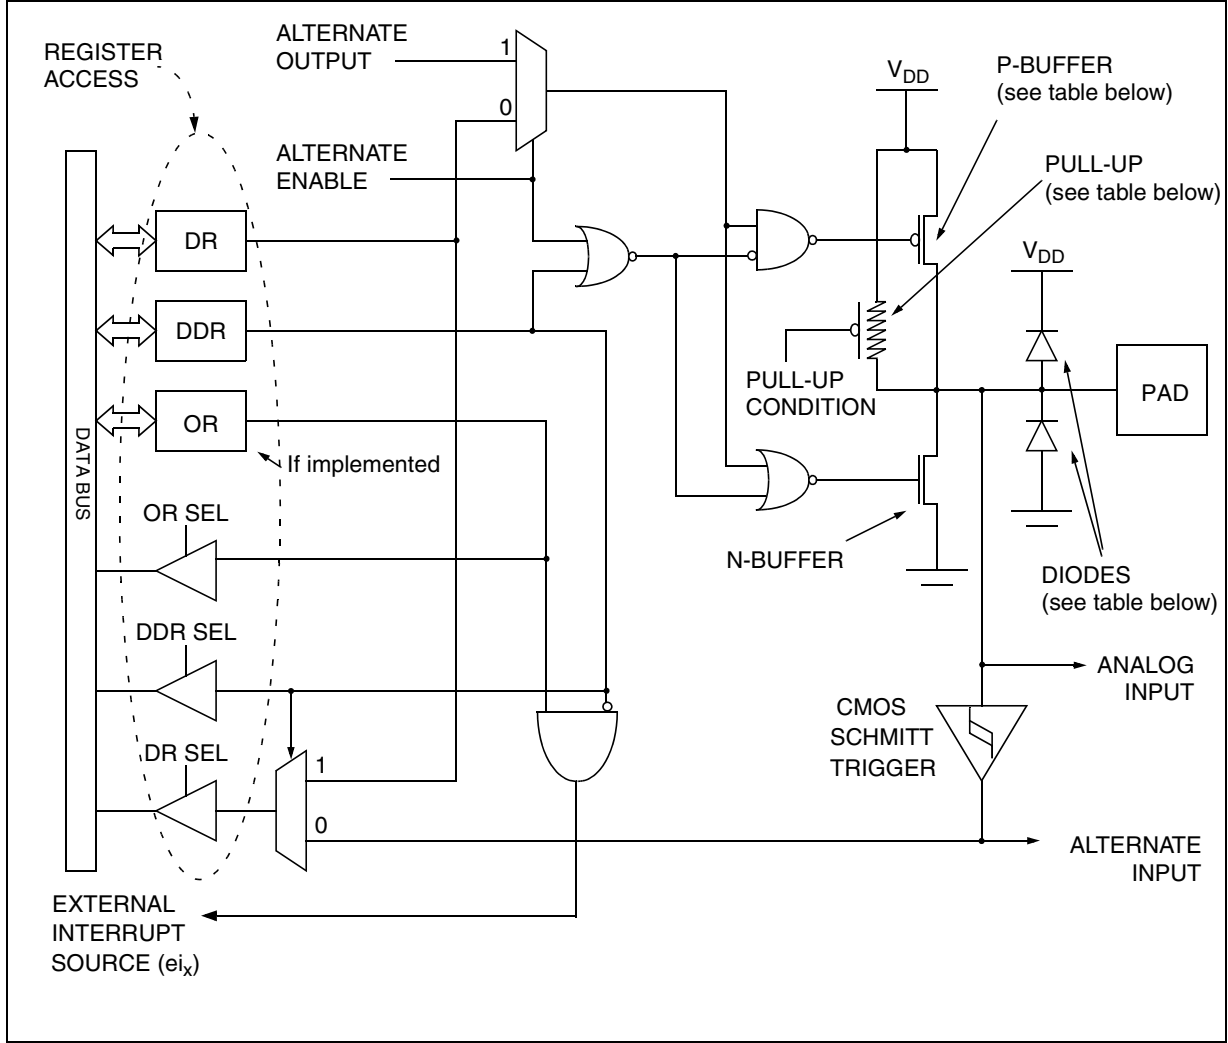 REGISTER
ACCESS
ALTERNATE
OUTPUT
1
0
ALTERNATE
ENABLE
VDD
P-BUFFER
(see table below)
PULL-UP
(see table below)
DR
DDR
OR
If implemented
DATA BUS
PULL-UP
CONDITION
VDD
PAD
N-BUFFER
DIODES
(see table below)
OR SEL
DDR SEL
DR SEL
1
0
ANALOG
INPUT
CMOS
SCHMITT
TRIGGER
ALTERNATE
INPUT
EXTERNAL
INTERRUPT
SOURCE (eix)